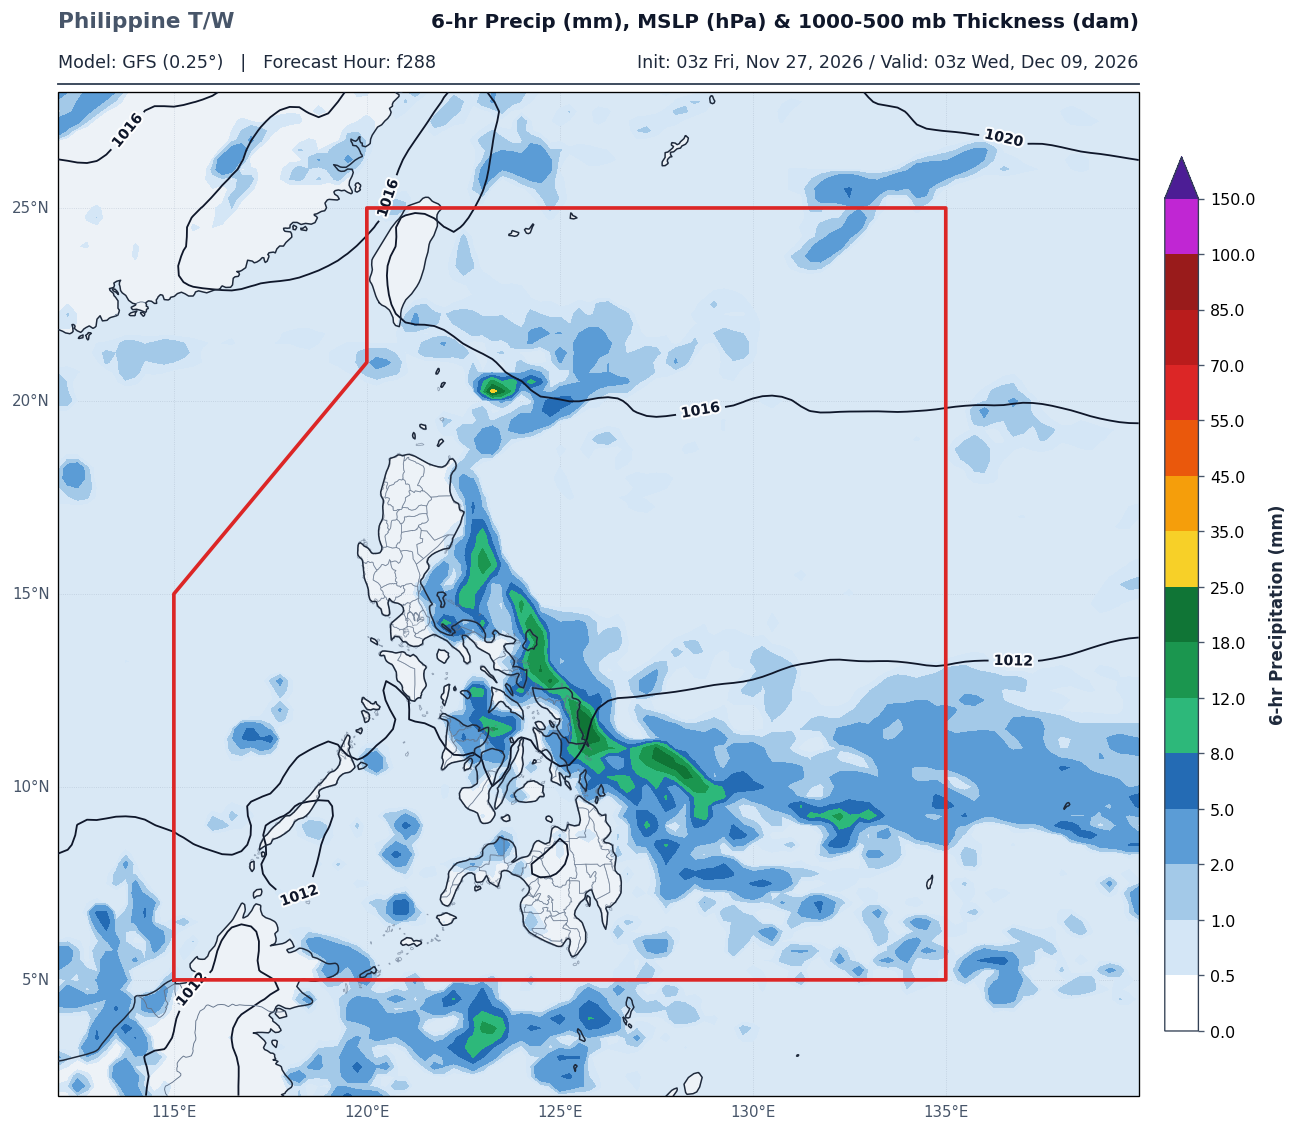 Philippine T/W
6-hr Precip (mm), MSLP (hPa) & 1000-500 mb Thickness (dam)
Model: GFS (0.25°)   |   Forecast Hour: f288
Init: 03z Fri, Nov 27, 2026 / Valid: 03z Wed, Dec 09, 2026
1016
1020
1016
1016
1012
1012
1012
25°N
20°N
15°N
10°N
5°N
115°E
120°E
125°E
130°E
135°E
150.0
100.0
85.0
70.0
55.0
45.0
35.0
25.0
18.0
12.0
8.0
5.0
2.0
1.0
0.5
0.0
6-hr Precipitation (mm)